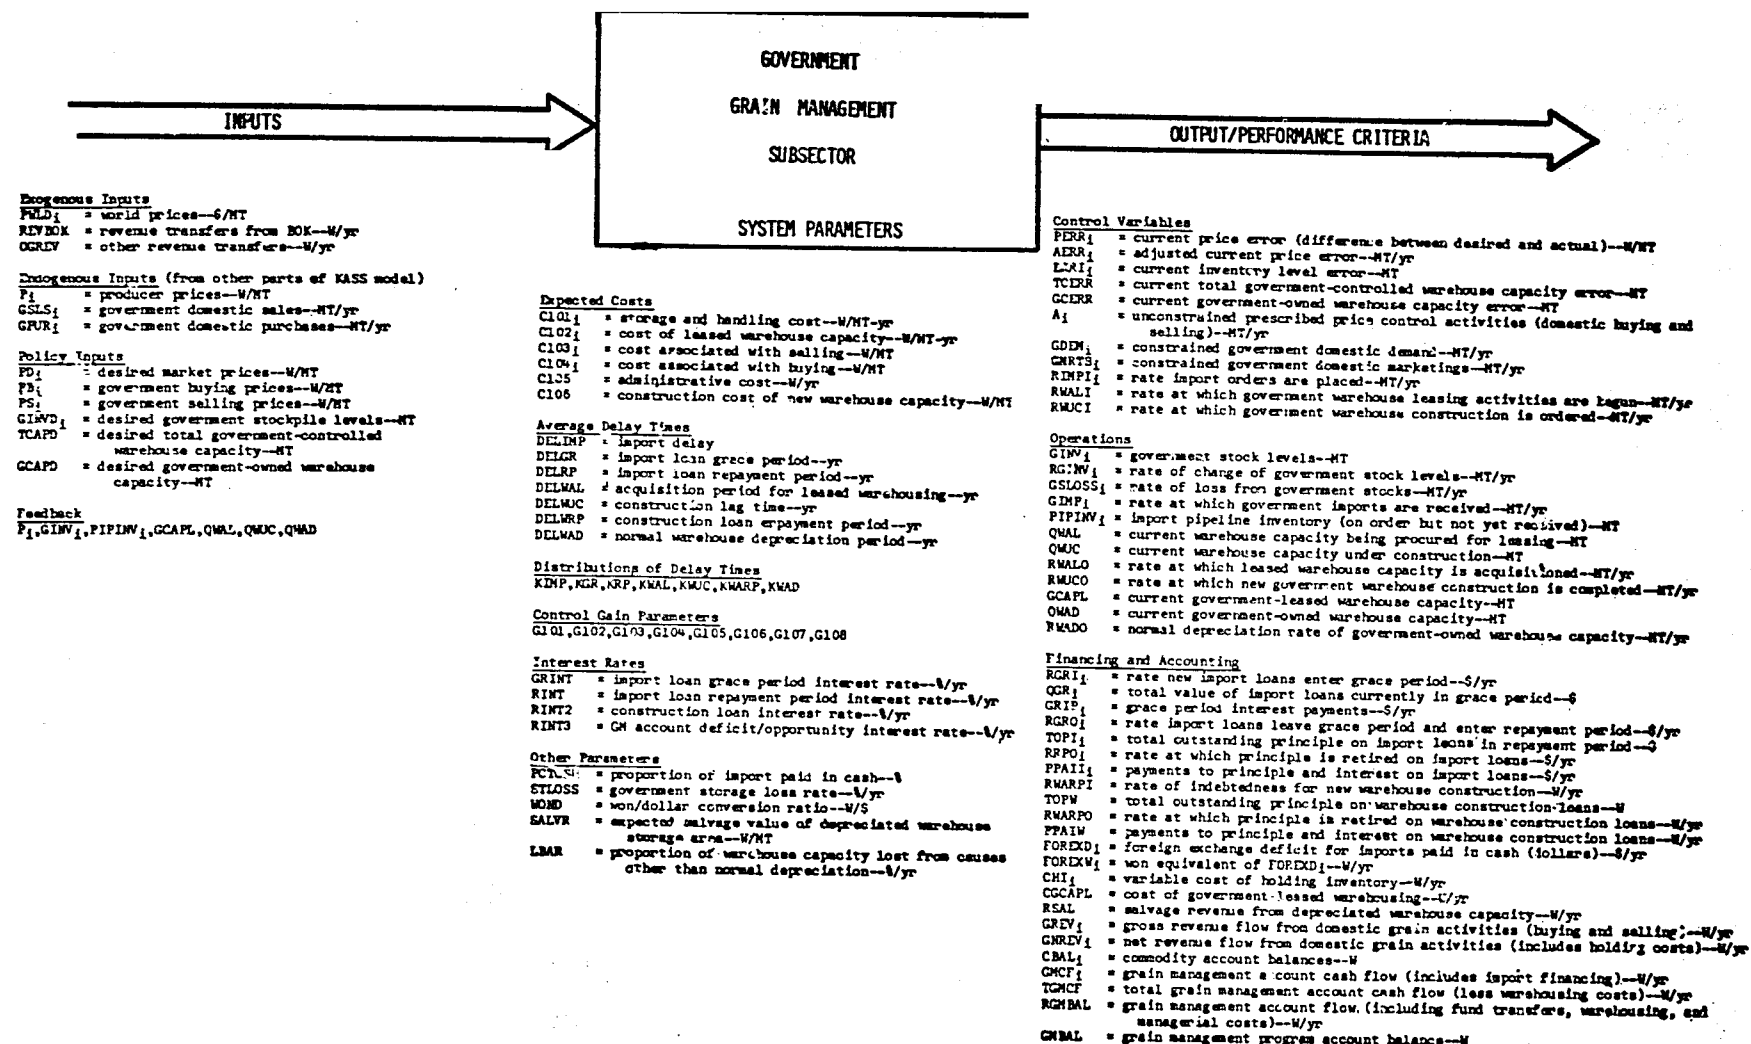 GOVERNMENT
GRAIN MANAGEMENT
SUBSECTOR
SYSTEM PARAMETERS
INPUTS
OUTPUT/PERFORMANCE CRITERIA
Exogenous Inputs
PWLDi = world prices--$/MT
REVBOK = revenue transfers from BOK--W/yr
OGREV = other revenue transfers--W/yr
Endogenous Inputs (from other parts of KASS model)
Pi = producer prices--W/MT
GSLSi = government domestic sales--MT/yr
GPURi = government domestic purchases--MT/yr
Policy Inputs
PDi = desired market prices--W/MT
PBi = government buying prices--W/MT
PSi = government selling prices--W/MT
GINVDi = desired government stockpile levels--MT
TCAPD = desired total government-controlled
warehouse capacity--MT
GCAPD = desired government-owned warehouse
capacity--MT
Feedback
Pi,GINVi,PIPINVi,GCAPL,QWAL,QWUC,QWAD
Expected Costs
C101i = storage and handling cost--W/MT-yr
C102i = cost of leased warehouse capacity--W/MT-yr
C103i = cost associated with selling--W/MT
C104i = cost associated with buying--W/MT
C105 = administrative cost--W/yr
C106 = construction cost of new warehouse capacity--W/MT
Average Delay Times
DELIMP = import delay
DELGR = import loan grace period--yr
DELRP = import loan repayment period--yr
DELWAL = acquisition period for leased warehousing--yr
DELWUC = construction lag time--yr
DELWRP = construction loan erpayment period--yr
DELWAD = normal warehouse depreciation period--yr
Distributions of Delay Times
KIMP,KGR,KRP,KWAL,KWUC,KWARP,KWAD
Control Gain Parameters
G101,G102,G103,G104,G105,G106,G107,G108
Interest Rates
GRINT = import loan grace period interest rate--%/yr
RINT = import loan repayment period interest rate--%/yr
RINT2 = construction loan interest rate--%/yr
RINT3 = GM account deficit/opportunity interest rate--%/yr
Other Parameters
= proportion of import paid in cash--%
STLOSS = government storage loss rate--%/yr
WOND = won/dollar conversion ratio--W/$
SALVR = expected salvage value of depreciated warehouse
storage area--W/MT
LBAR = proportion of warehouse capacity lost from causes
other than normal depreciation--%/yr
Control Variables
PERRi = current price error (difference between desired and actual)--W/MT
AERRi = adjusted current price error--MT/yr
= current inventory level error--MT
TCERR = current total government-controlled warehouse capacity error--MT
GCERR = current government-owned warehouse capacity error--MT
Ai = unconstrained prescribed price control activities (domestic buying and
selling)--MT/yr
GDEMi = constrained government domestic demand--MT/yr
GMRTSi = constrained government domestic marketings--MT/yr
RIMPIi = rate import orders are placed--MT/yr
RWALI = rate at which government warehouse leasing activities are begun--MT/yr
RWUCI = rate at which government warehouse construction is ordered--MT/yr
Operations
GINVi = government stock levels--MT
RGINVi = rate of change of government stock levels--MT/yr
GSLOSSi = rate of loss from government stocks--MT/yr
GIMPi = rate at which government imports are received--MT/yr
PIPINVi = import pipeline inventory (on order but not yet received)--MT
QWAL = current warehouse capacity being procured for leasing--MT
QWUC = current warehouse capacity under construction--MT
RWALO = rate at which leased warehouse capacity is acquisitioned--MT/yr
RWUCO = rate at which new government warehouse construction is completed--MT/yr
GCAPL = current government-leased warehouse capacity--MT
QWAD = current government-owned warehouse capacity--MT
RWADO = normal depreciation rate of government-owned warehouse capacity--MT/yr
Financing and Accounting
RGRIi = rate new import loans enter grace period--$/yr
QGRi = total value of import loans currently in grace period--$
GRIPi = grace period interest payments--$/yr
RGROi = rate import loans leave grace period and enter repayment period--$/yr
TOPIi = total outstanding principle on import loans in repayment period--$
RRPOi = rate at which principle is retired on import loans--$/yr
PPAIIi = payments to principle and interest on import loans--$/yr
RWARPI = rate of indebtedness for new warehouse construction--W/yr
TOPW = total outstanding principle on warehouse construction loans--W
RWARPO = rate at which principle is retired on warehouse construction loans--W/yr
PPAIW = payments to principle and interest on warehouse construction loans--W/yr
FOREXDi = foreign exchange deficit for imports paid in cash (dollars)--$/yr
FOREXWi = won equivalent of FOREXDi--W/yr
CHIi = variable cost of holding inventory--W/yr
CGCAPL = cost of government-leased warehousing--W/yr
RSAL = salvage revenue from depreciated warehouse capacity--W/yr
GREVi = gross revenue flow from domestic grain activities (buying and selling)--W/yr
GNREVi = net revenue flow from domestic grain activities (includes holding costs)--W/yr
CBALi = commodity account balances--W
GMCFi = grain management account cash flow (includes import financing)--W/yr
TGMCF = total grain management account cash flow (less warehousing costs)--W/yr
RGMBAL = grain management account flow (including fund transfers, warehousing, and
managerial costs)--W/yr
GMBAL = grain management program account balance--W